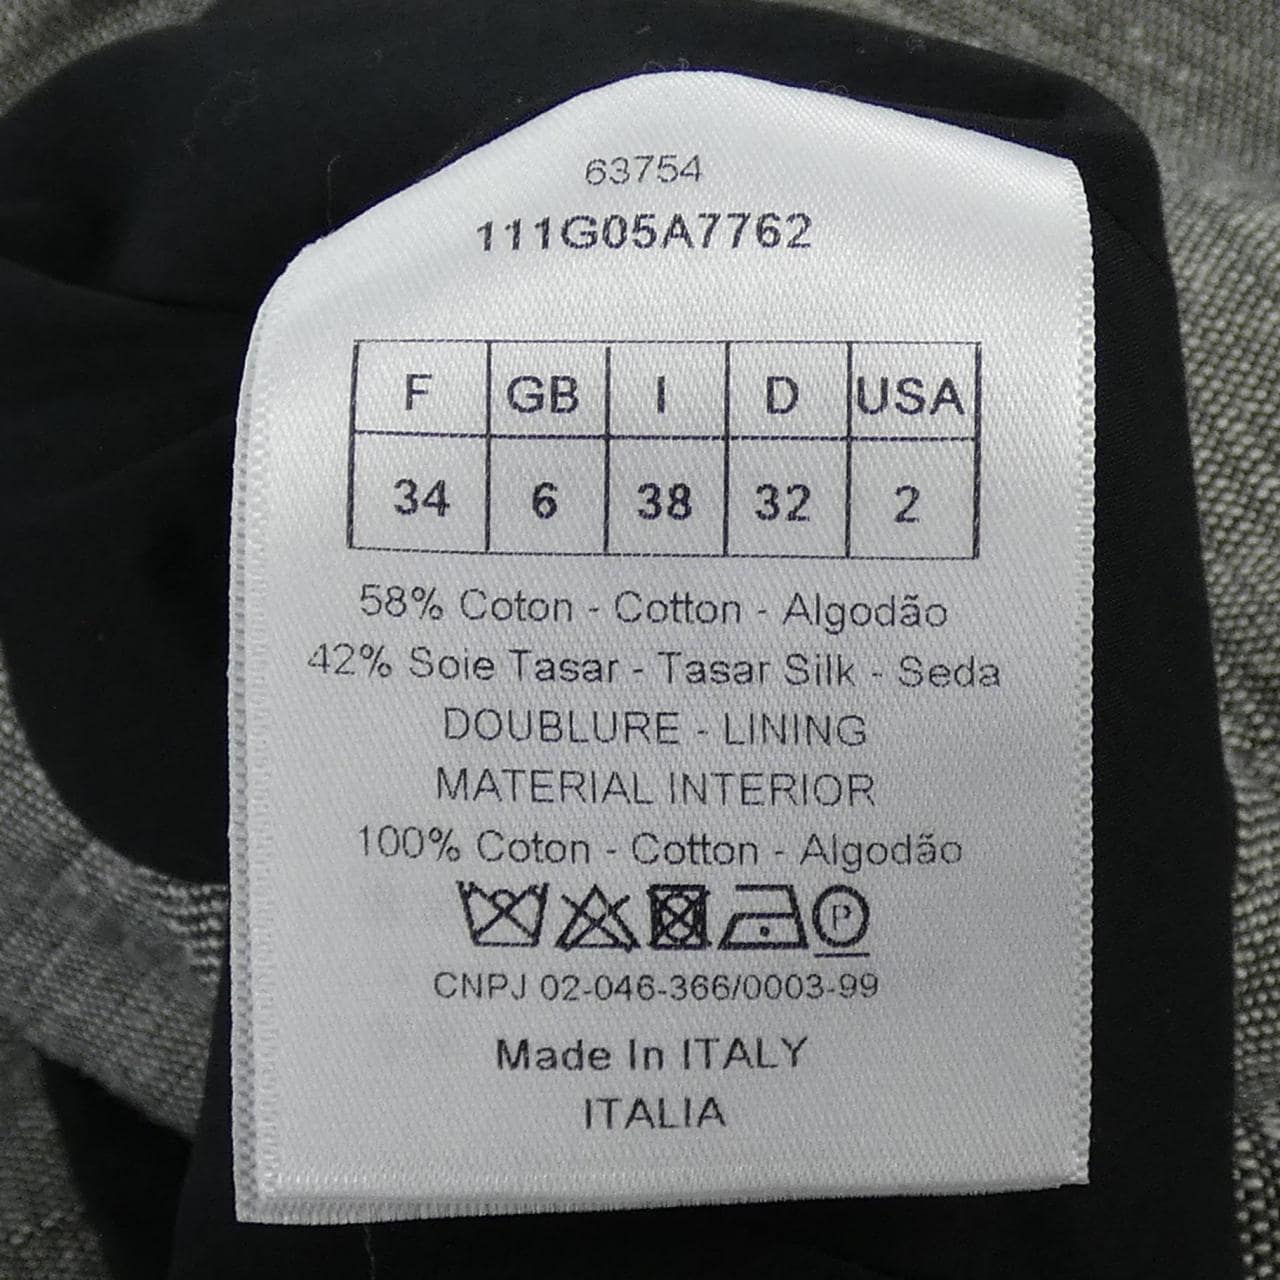 63754
111G05A7762
F GB I D USA
34 6 38 32 2
58% Coton - Cotton - Algodão
42% Soie Tasar - Tasar Silk - Seda
DOUBLURE - LINING
MATERIAL INTERIOR
100% Coton - Cotton - Algodão
P
CNPJ 02-046-366/0003-99
Made In ITALY
ITALIA